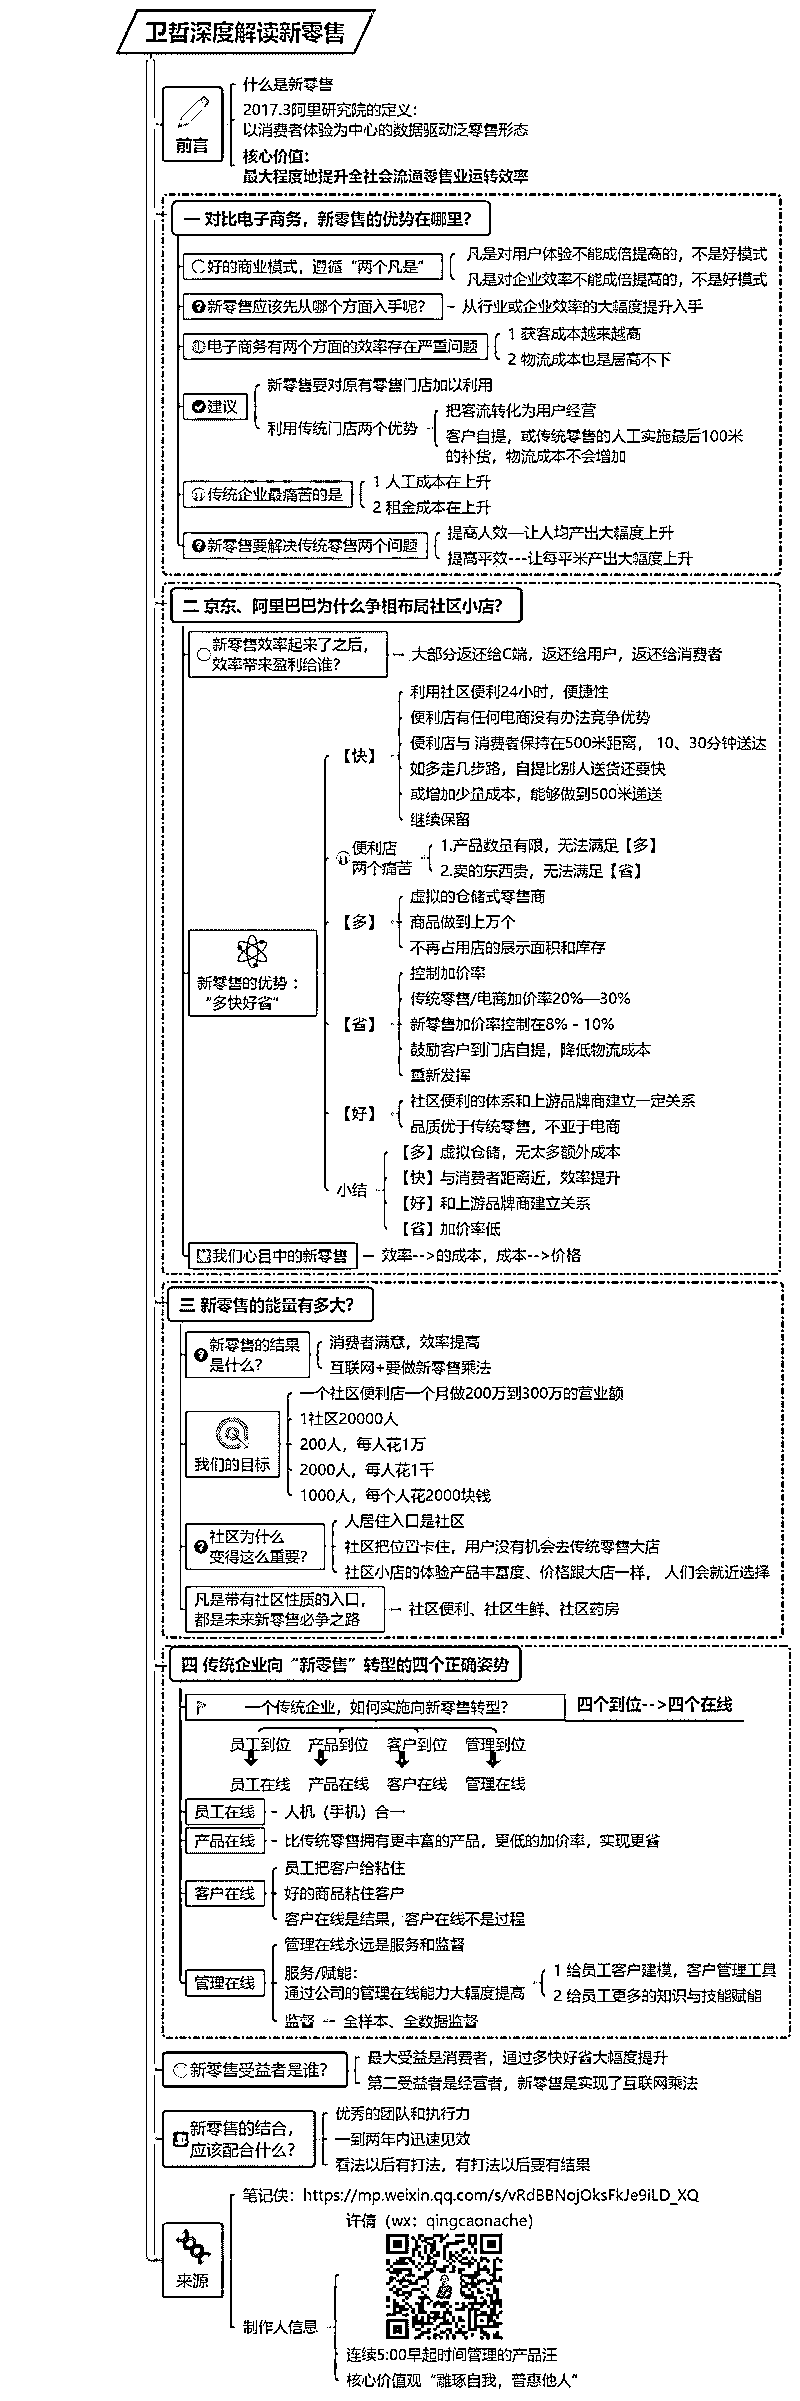 卫哲深度解读新零售
前言
什么是新零售
2017.3阿里研究院的定义：
以消费者体验为中心的数据驱动泛零售形态
核心价值：
最大程度地提升全社会流通零售业运转效率
一 对比电子商务，新零售的优势在哪里？
好的商业模式，遵循“两个凡是”
凡是对用户体验不能成倍提高的，不是好模式
凡是对企业效率不能成倍提高的，不是好模式
新零售应该先从哪个方面入手呢？
从行业或企业效率的大幅度提升入手
电子商务有两个方面的效率存在严重问题
1 获客成本越来越高
2 物流成本也是居高不下
建议
新零售要对原有零售门店加以利用
利用传统门店两个优势
把客流转化为用户经营
客户自提，或传统零售的人工实施最后100米
的补货，物流成本不会增加
传统企业最痛苦的是
1 人工成本在上升
2 租金成本在上升
新零售要解决传统零售两个问题
提高人效—让人均产出大幅度上升
提高平效---让每平米产出大幅度上升
二 京东、阿里巴巴为什么争相布局社区小店？
新零售效率起来了之后，
效率带来盈利给谁？
大部分返还给C端，返还给用户，返还给消费者
新零售的优势：
“多快好省”
【快】
利用社区便利24小时，便捷性
便利店有任何电商没有办法竞争优势
便利店与 消费者保持在500米距离， 10、30分钟送达
如多走几步路，自提比别人送货还要快
或增加少量成本，能够做到500米递送
继续保留
便利店
两个痛苦
1.产品数量有限，无法满足【多】
2.卖的东西贵，无法满足【省】
【多】
虚拟的仓储式零售商
商品做到上万个
不再占用店的展示面积和库存
【省】
控制加价率
传统零售/电商加价率20%—30%
新零售加价率控制在8% - 10%
鼓励客户到门店自提，降低物流成本
重新发挥
【好】
社区便利的体系和上游品牌商建立一定关系
品质优于传统零售，不亚于电商
小结
【多】虚拟仓储，无太多额外成本
【快】与消费者距离近，效率提升
【好】和上游品牌商建立关系
【省】加价率低
我们心目中的新零售
效率-->的成本，成本-->价格
三 新零售的能量有多大？
新零售的结果
是什么？
消费者满意，效率提高
互联网+要做新零售乘法
我们的目标
一个社区便利店一个月做200万到300万的营业额
1社区20000人
200人，每人花1万
2000人，每人花1千
1000人，每个人花2000块钱
社区为什么
变得这么重要？
人居住入口是社区
社区把位置卡住，用户没有机会去传统零售大店
社区小店的体验产品丰富度、价格跟大店一样， 人们会就近选择
凡是带有社区性质的入口，
都是未来新零售必争之路
社区便利、社区生鲜、社区药房
四 传统企业向“新零售”转型的四个正确姿势
一个传统企业，如何实施向新零售转型？
四个到位-->四个在线
员工到位 产品到位 客户到位 管理到位
员工在线 产品在线 客户在线 管理在线
员工在线
人机（手机）合一
产品在线
比传统零售拥有更丰富的产品，更低的加价率，实现更省
客户在线
员工把客户给粘住
好的商品粘住客户
客户在线是结果，客户在线不是过程
管理在线
管理在线永远是服务和监督
服务/赋能：
通过公司的管理在线能力大幅度提高
1 给员工客户建模，客户管理工具
2 给员工更多的知识与技能赋能
监督
全样本、全数据监督
新零售受益者是谁？
最大受益是消费者，通过多快好省大幅度提升
第二受益者是经营者，新零售是实现了互联网乘法
新零售的结合，
应该配合什么？
优秀的团队和执行力
一到两年内迅速见效
看法以后有打法，有打法以后要有结果
来源
笔记侠：https://mp.weixin.qq.com/s/vRdBBNojOksFkJe9iLD_XQ
制作人信息
许倩（wx：qingcaonache）
连续5:00早起时间管理的产品汪
核心价值观“雕琢自我，普惠他人”